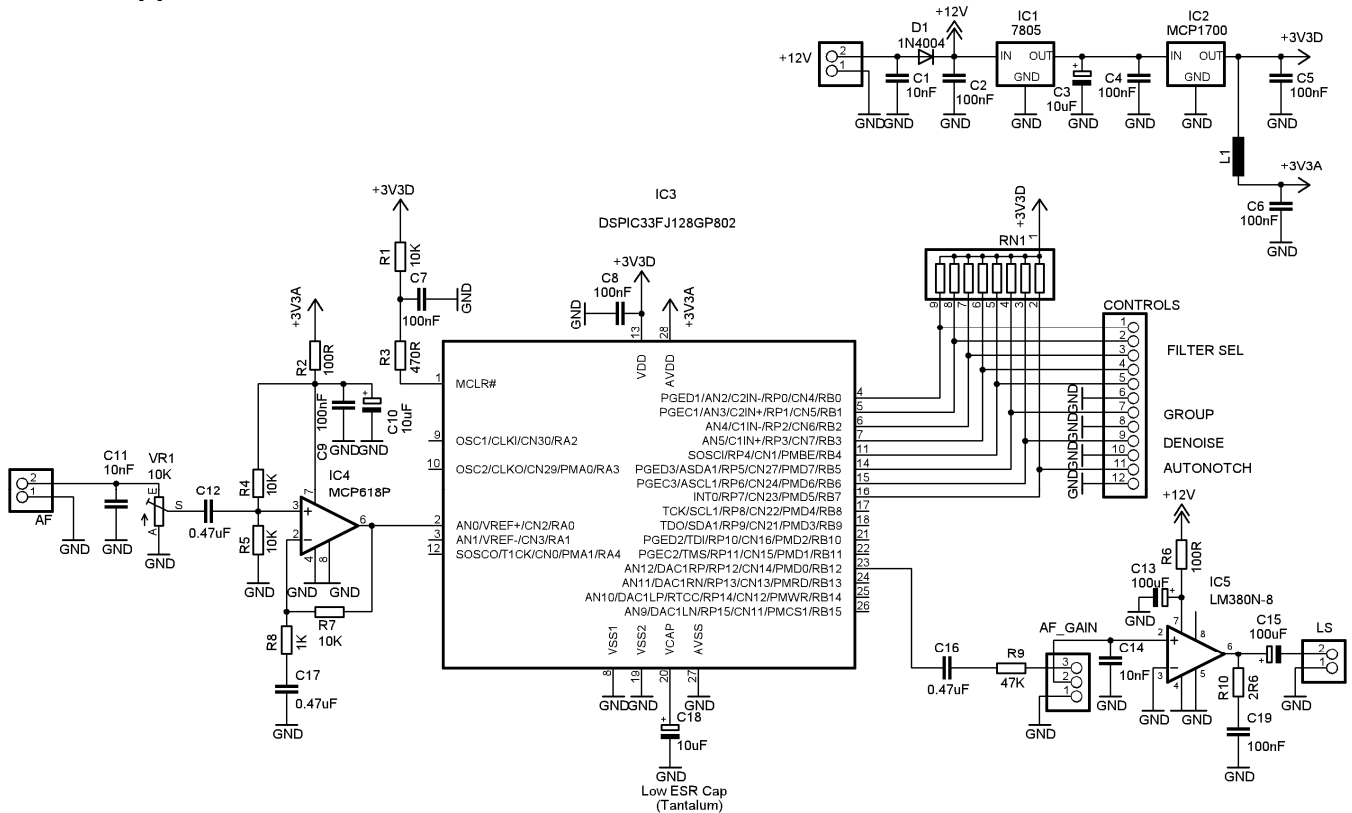 +12V
D1
1N4004
IC1
7805
IC2
MCP1700
+3V3D
+12V
2
1
IN OUT
GND
IN OUT
GND
C1
10nF
C2
100nF
C3
10uF
+
C4
100nF
C5
100nF
GND
GND
GND
GND
GND
GND
GND
GND
L1
+3V3A
C6
100nF
GND
IC3
DSPIC33FJ128GP802
+3V3D
R1
10K
C7
100nF
GND
R3
470R
+3V3D
C8
100nF
GND
+3V3A
13
28
VDD
AVDD
+3V3D
RN1
1
9
8
7
6
5
4
3
2
CONTROLS
1
2
3
4
5
6
7
8
9
10
11
12
FILTER SEL
GROUP
DENOISE
AUTONOTCH
GND
GND
GND
GND
1
MCLR#
9
OSC1/CLKI/CN30/RA2
10
OSC2/CLKO/CN29/PMA0/RA3
2
AN0/VREF+/CN2/RA0
3
AN1/VREF-/CN3/RA1
12
SOSCO/T1CK/CN0/PMA1/RA4
PGED1/AN2/C2IN-/RP0/CN4/RB0 4
PGEC1/AN3/C2IN+/RP1/CN5/RB1 5
AN4/C1IN-/RP2/CN6/RB2 6
AN5/C1IN+/RP3/CN7/RB3 7
SOSCI/RP4/CN1/PMBE/RB4 11
PGED3/ASDA1/RP5/CN27/PMD7/RB5 14
PGEC3/ASCL1/RP6/CN24/PMD6/RB6 15
INT0/RP7/CN23/PMD5/RB7 16
TCK/SCL1/RP8/CN22/PMD4/RB8 17
TDO/SDA1/RP9/CN21/PMD3/RB9 18
PGED2/TDI/RP10/CN16/PMD2/RB10 21
PGEC2/TMS/RP11/CN15/PMD1/RB11 22
AN12/DAC1RP/RP12/CN14/PMD0/RB12 23
AN11/DAC1RN/RP13/CN13/PMRD/RB13 24
AN10/DAC1LP/RTCC/RP14/CN12/PMWR/RB14 25
AN9/DAC1LN/RP15/CN11/PMCS1/RB15 26
VSS1
VSS2
VCAP
AVSS
8
19
20
27
GND
GND
GND
+
C18
10uF
GND
Low ESR Cap
(Tantalum)
+3V3A
R2
100R
C9
100nF
+
C10
10uF
GND
GND
AF
2
1
GND
C11
10nF
GND
VR1
10K
E
S
A
GND
C12
0.47uF
R4
10K
R5
10K
GND
IC4
MCP618P
7
3
+
2
−
6
4
8
GND
GND
R7
10K
R8
1K
C17
0.47uF
GND
C16
0.47uF
R9
47K
AF_GAIN
3
2
1
GND
C14
10nF
GND
+12V
R6
100R
C13
100uF
+
GND
IC5
LM380N-8
7
8
2
+
3
−
6
4
5
GND
GND
GND
R10
2R6
C19
100nF
GND
C15
100uF
+
LS
2
1
GND